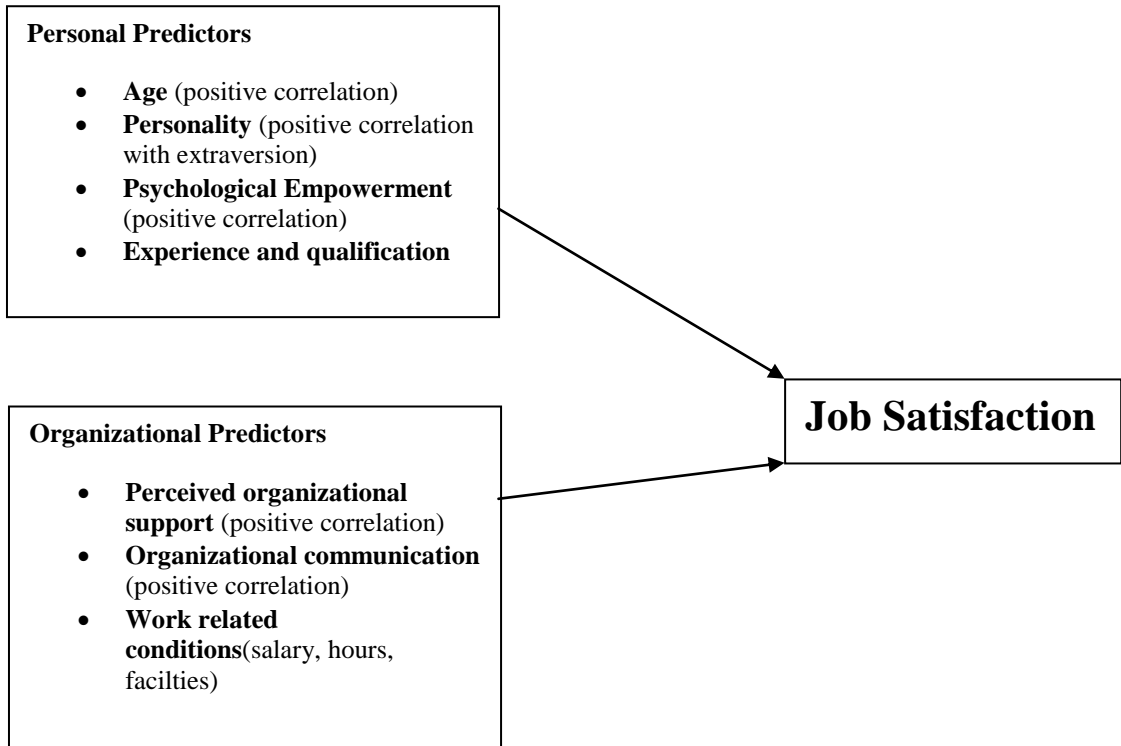 Personal Predictors
• Age (positive correlation)
• Personality (positive correlation
with extraversion)
• Psychological Empowerment
(positive correlation)
• Experience and qualification
Organizational Predictors
• Perceived organizational
support (positive correlation)
• Organizational communication
(positive correlation)
• Work related
conditions(salary, hours,
facilties)
Job Satisfaction